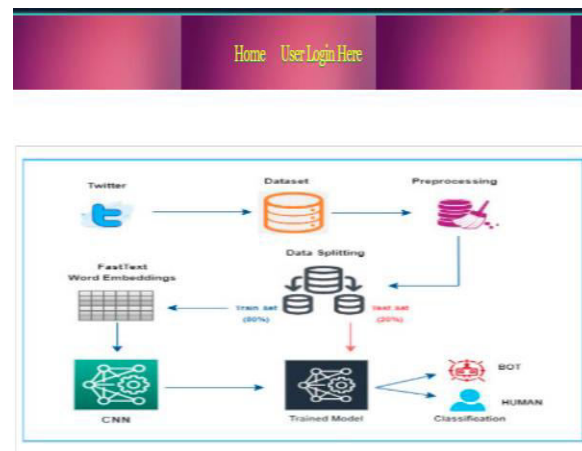 Home User Login Here
Twitter
Dataset
Preprocessing
Data Splitting
FastText
Word Embeddings
Train set
(80%)
test set
(20%)
BOT
HUMAN
CNN
Trained Model
Classification